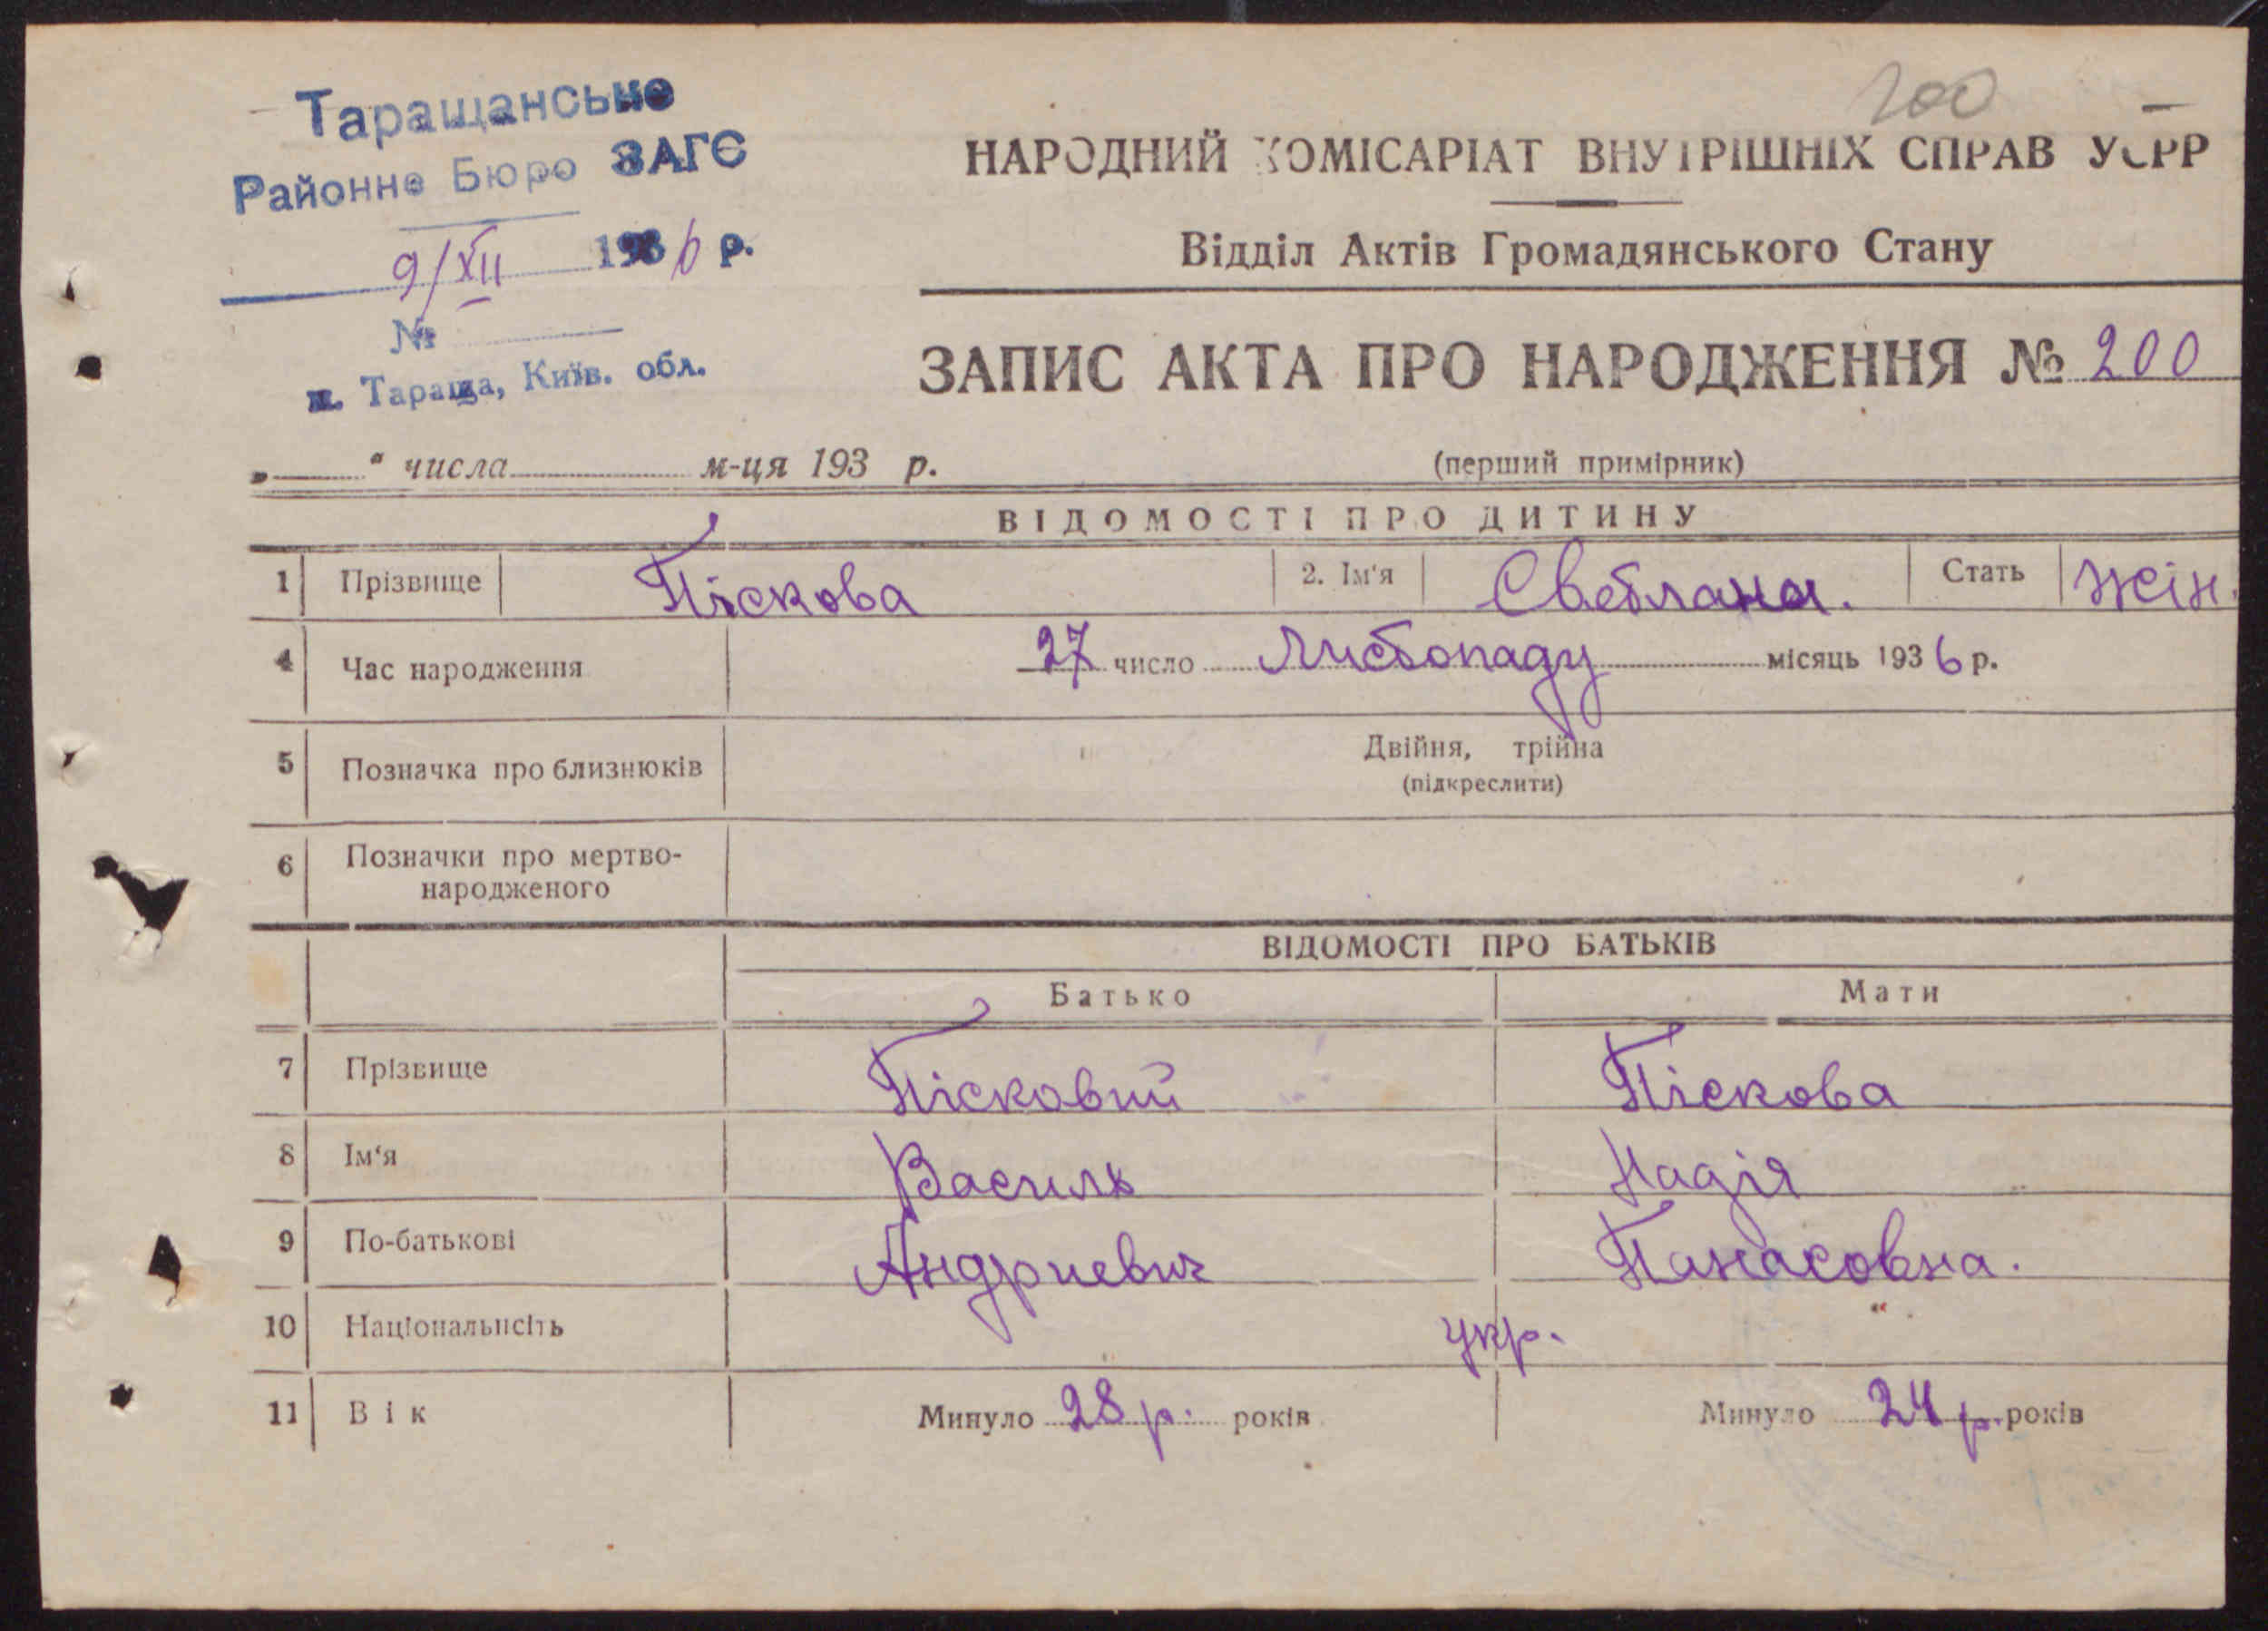 200
Таращанське
Районне Бюро ЗАГС
9/XII 1936 р.
№
м. Тараща, Київ. обл.
НАРОДНИЙ КОМІСАРІАТ ВНУТРІШНІХ СПРАВ УСРР
Відділ Актів Громадянського Стану
ЗАПИС АКТА ПРО НАРОДЖЕННЯ № 200
„ “ числа м-ця 193 р. (перший примірник)
ВІДОМОСТІ ПРО ДИТИНУ
1 Прізвище Піскова 2. Ім'я Светлана. Стать жін.
4 Час народження 27 число Листопаду місяць 1936 р.
5 Позначка про близнюків Двійня, трійна
(підкреслити)
6 Позначки про мертво-
народженого
ВІДОМОСТІ ПРО БАТЬКІВ
Батько Мати
7 Прізвище Пісковий Піскова
8 Ім'я Василь Надія
9 По-батькові Андриевич Панасовна.
10 Національність укр. "
11 Вік Минуло 28 р. років Минуло 24 р. років